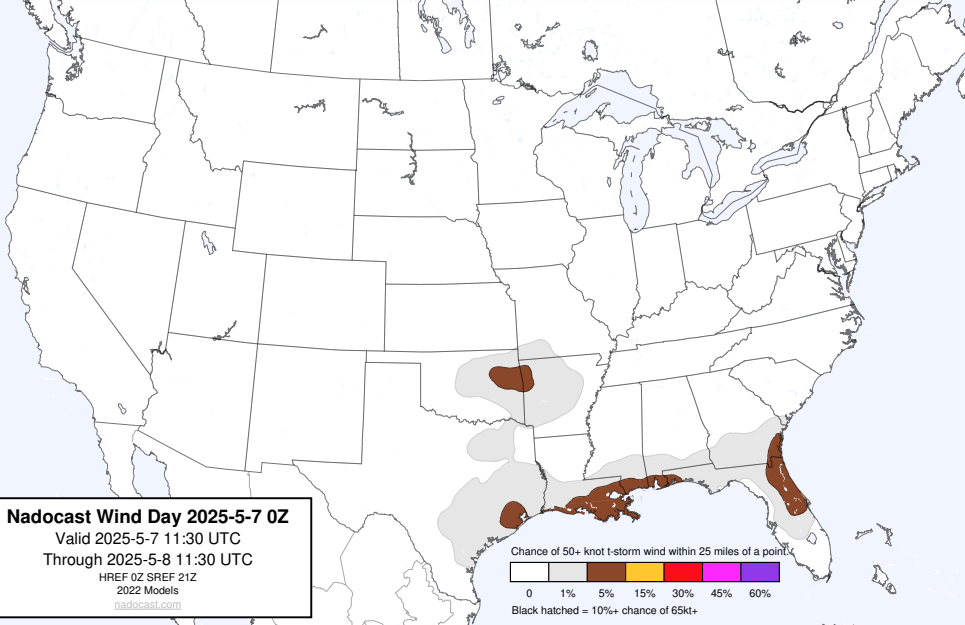 Nadocast Wind Day 2025-5-7 0Z
Valid 2025-5-7 11:30 UTC
Through 2025-5-8 11:30 UTC
HREF 0Z SREF 21Z
2022 Models
nadocast.com
Chance of 50+ knot t-storm wind within 25 miles of a point.
0 1% 5% 15% 30% 45% 60%
Black hatched = 10%+ chance of 65kt+